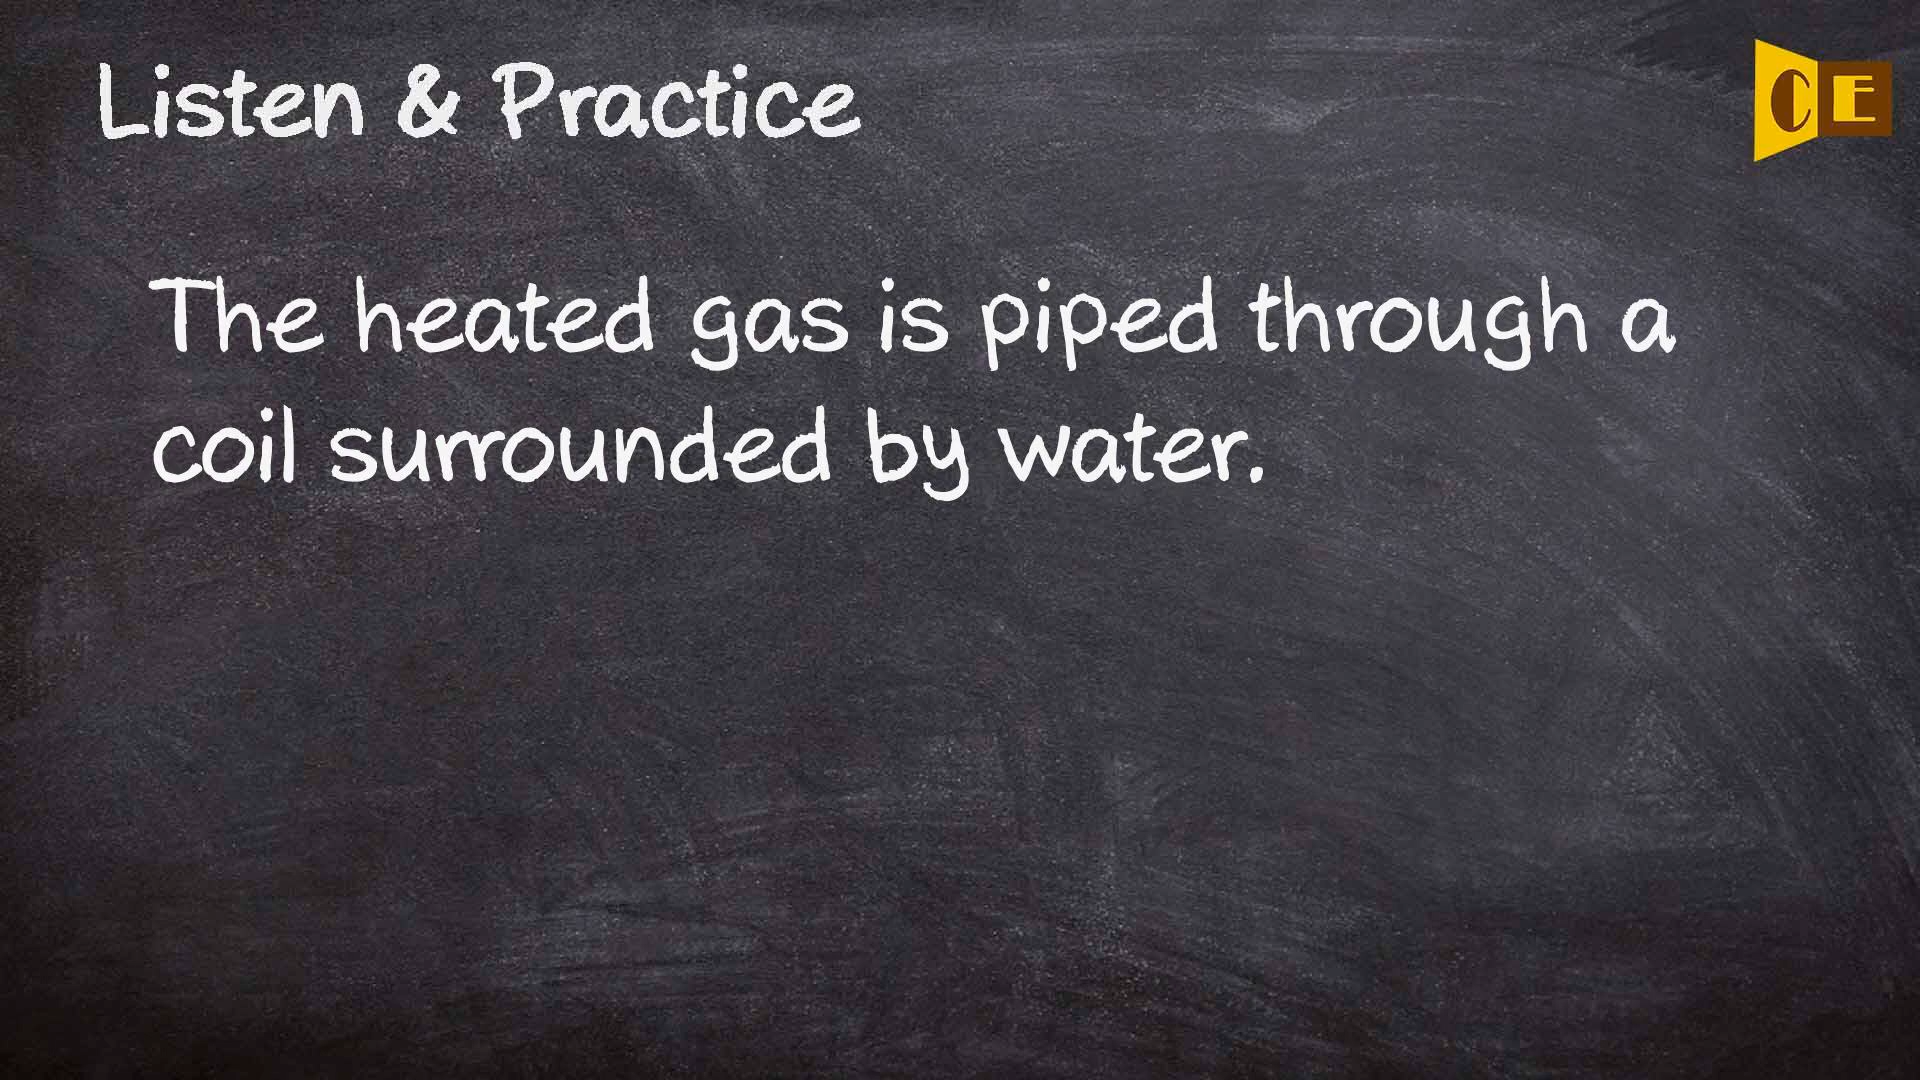 Listen & Practice
CE
The heated gas is piped through a
coil surrounded by water.